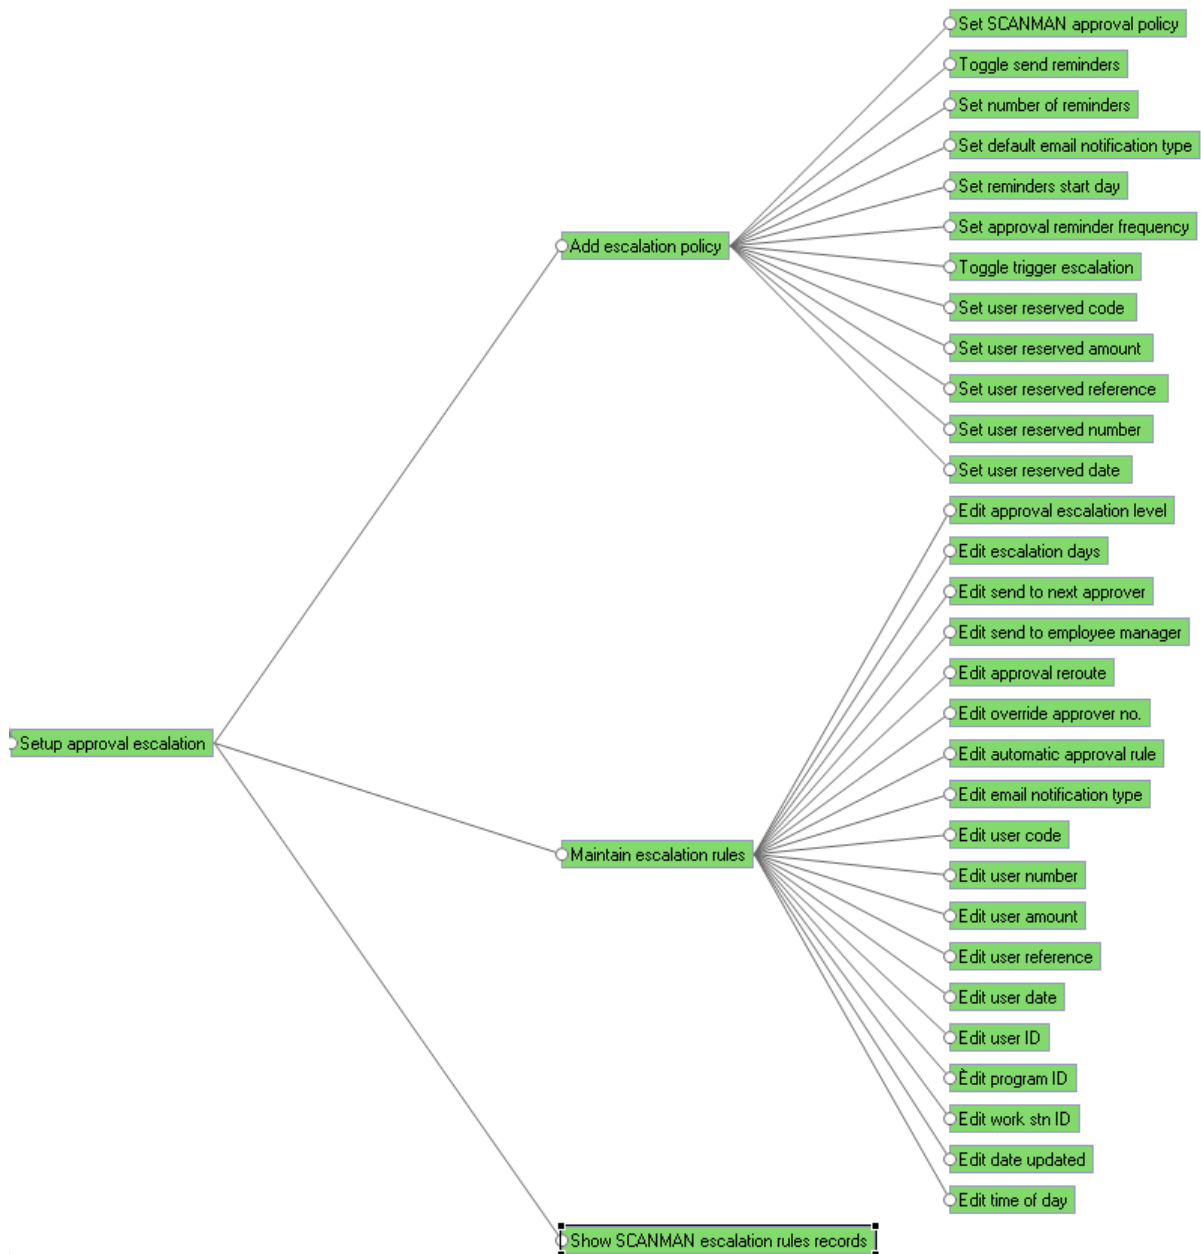 Set SCANMAN approval policy
Toggle send reminders
Set number of reminders
Set default email notification type
Set reminders start day
Set approval reminder frequency
Add escalation policy
Toggle trigger escalation
Set user reserved code
Set user reserved amount
Set user reserved reference
Set user reserved number
Set user reserved date
Edit approval escalation level
Edit escalation days
Edit send to next approver
Edit send to employee manager
Edit approval reroute
Edit override approver no.
Setup approval escalation
Edit automatic approval rule
Edit email notification type
Edit user code
Maintain escalation rules
Edit user number
Edit user amount
Edit user reference
Edit user date
Edit user ID
Edit program ID
Edit work stn ID
Edit date updated
Edit time of day
Show SCANMAN escalation rules records